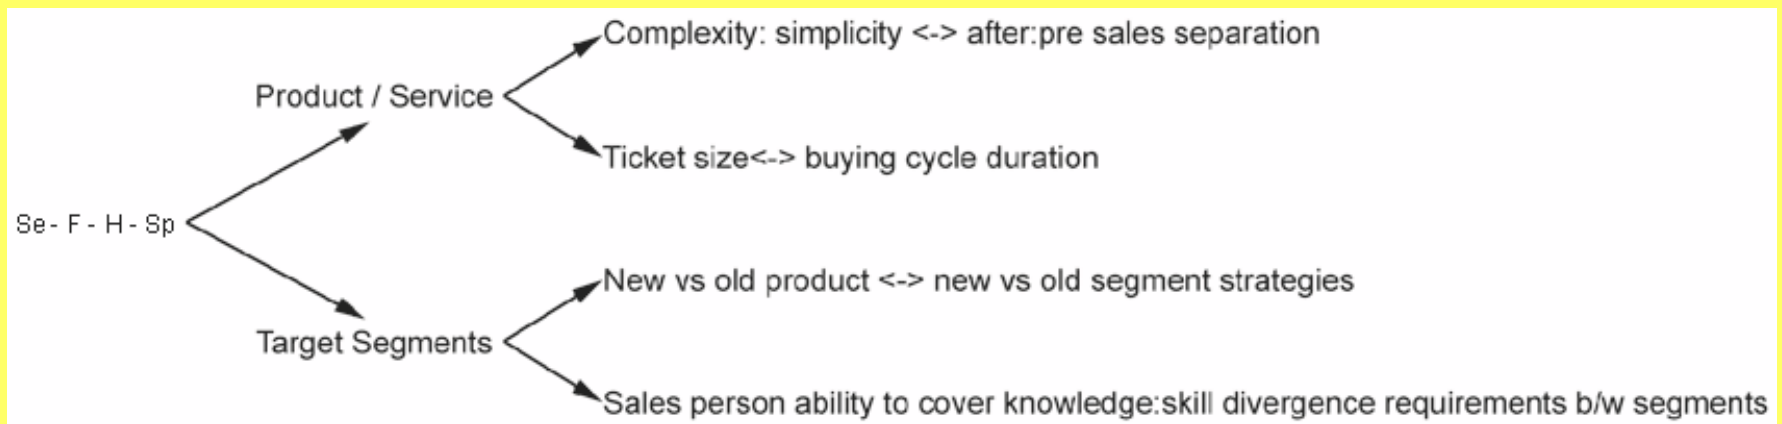 Complexity: simplicity <-> after:pre sales separation
Product / Service
Ticket size<-> buying cycle duration
Se - F - H - Sp
New vs old product <-> new vs old segment strategies
Target Segments
Sales person ability to cover knowledge:skill divergence requirements b/w segments